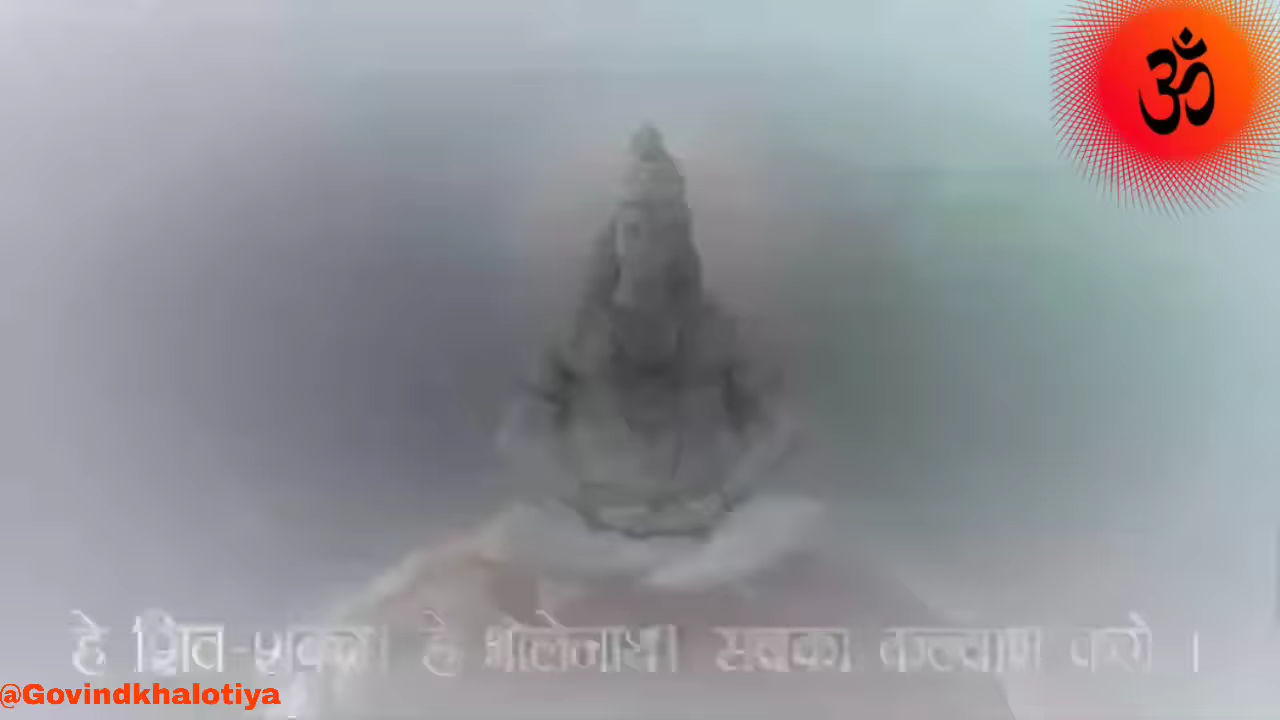 ॐ
हे शिव-शंकर। हे भोलेनाथ। सबका कल्याण करो ।
@Govindkhalotiya